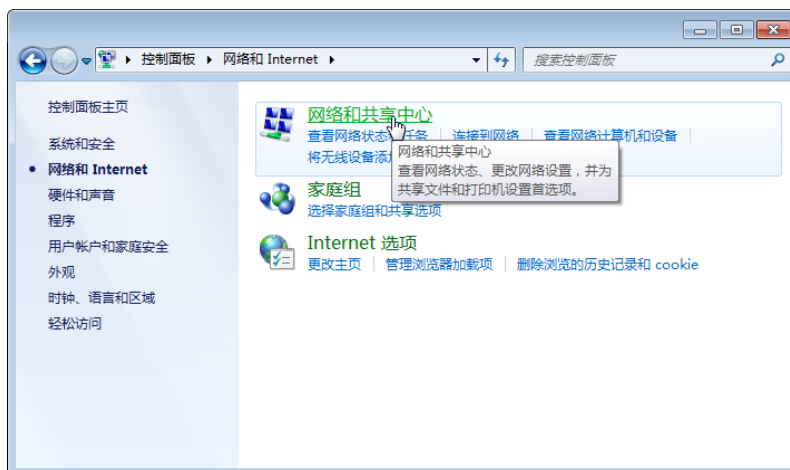 控制面板 网络和 Internet
搜索控制面板
控制面板主页
系统和安全
网络和 Internet
硬件和声音
程序
用户帐户和家庭安全
外观
时钟、语言和区域
轻松访问
网络和共享中心
查看网络状态 任务 连接到网络 查看网络计算机和设备
将无线设备添
网络和共享中心
查看网络状态、更改网络设置，并为
共享文件和打印机设置首选项。
家庭组
选择家庭组和共享选项
Internet 选项
更改主页 管理浏览器加载项 删除浏览的历史记录和 cookie